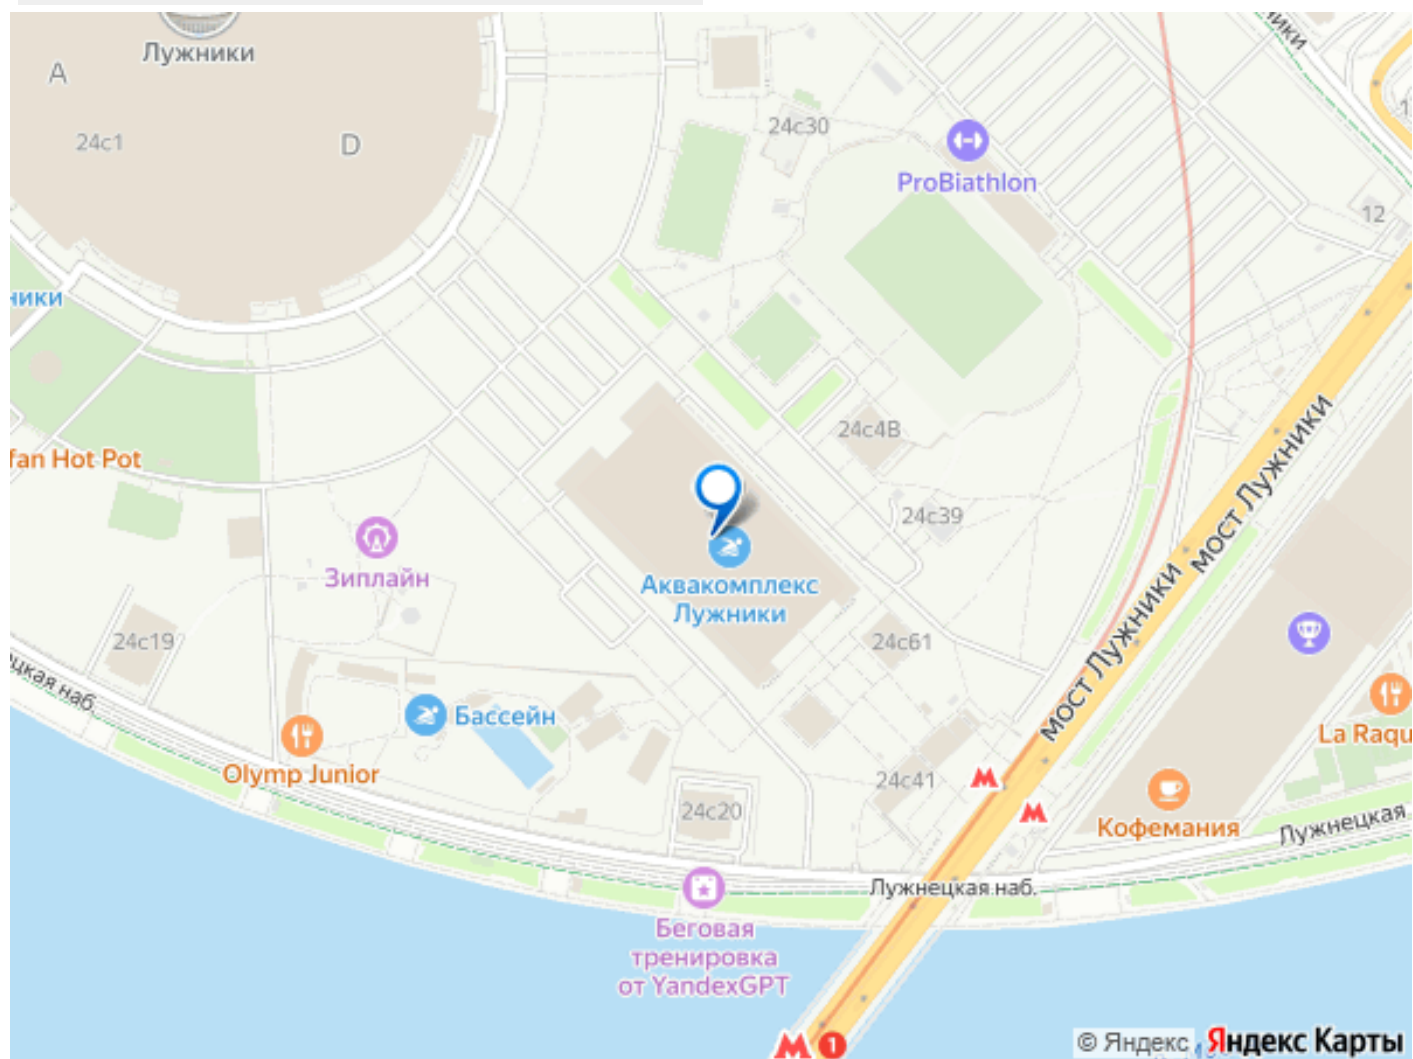 Лужники
A
24с1
D
24с30
ProBiathlon
12
ники
fan Hot Pot
24с4В
24с39
мост Лужники
Зиплайн
Аквакомплекс
Лужники
24с19
24с61
мост Лужники
цкая наб.
Бассейн
Olymp Junior
La Raqu
24с41
24с20
Кофемания
Лужнецкая
Лужнецкая наб.
Беговая
тренировка
от YandexGPT
1
© Яндекс
Яндекс Карты